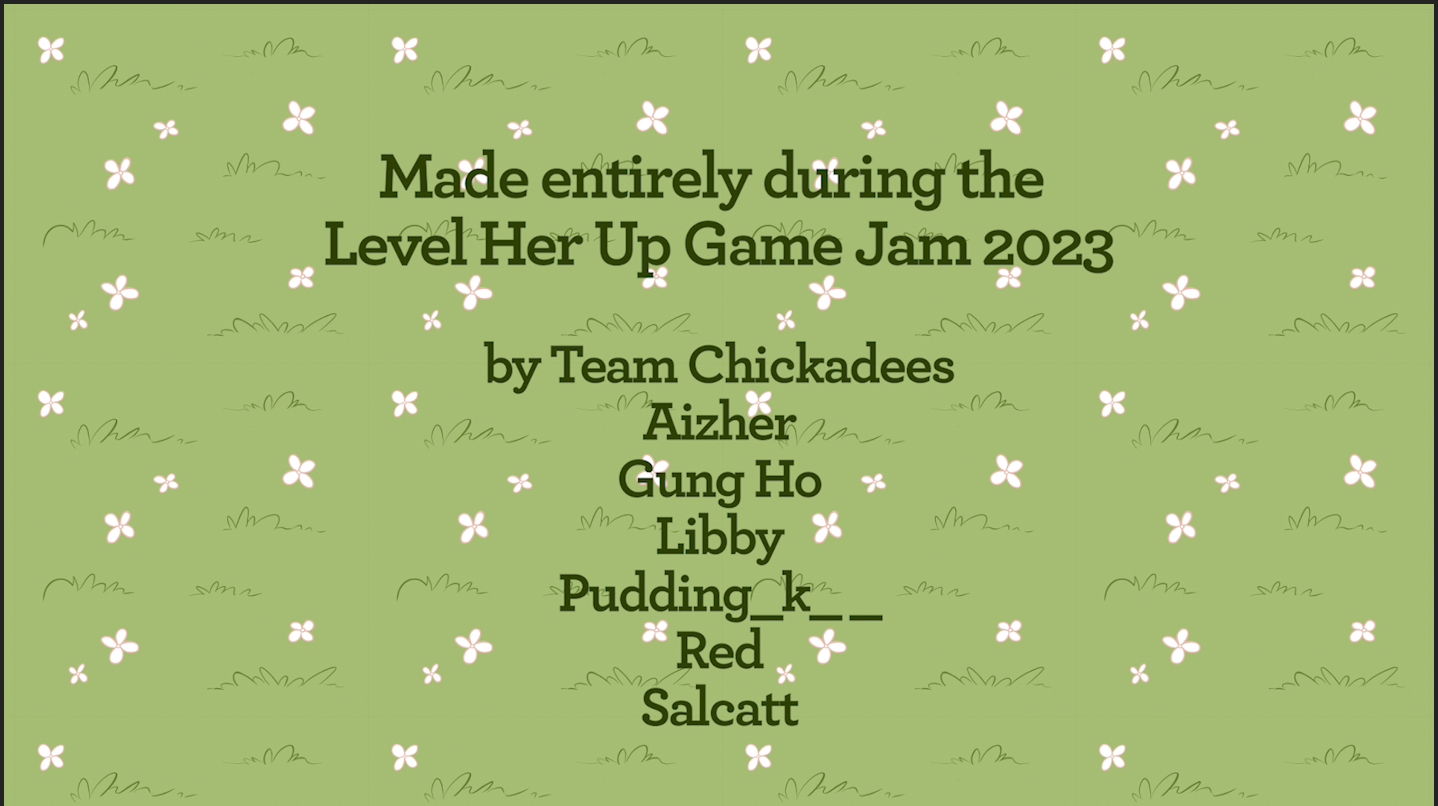 Made entirely during the
Level Her Up Game Jam 2023
by Team Chickadees
Aizher
Gung Ho
Libby
Pudding_k__
Red
Salcatt